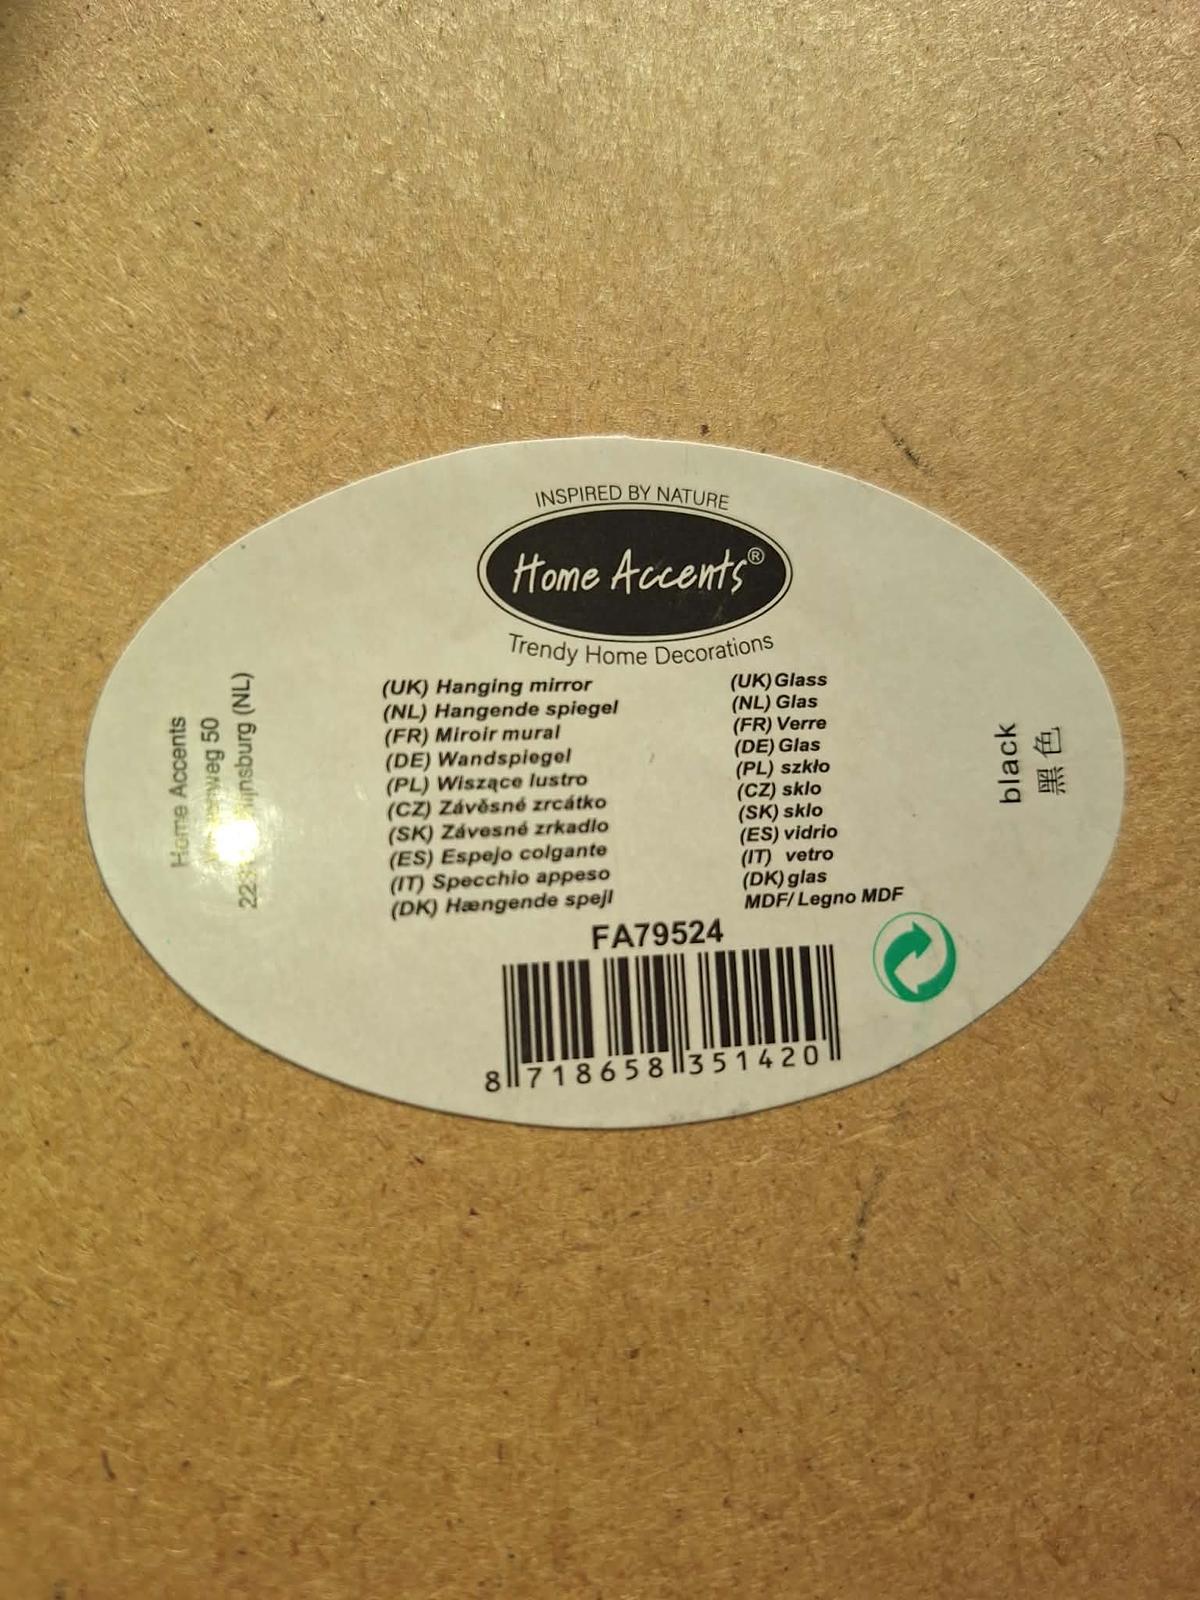 INSPIRED BY NATURE
Home Accents®
Trendy Home Decorations
(UK) Hanging mirror
(NL) Hangende spiegel
(FR) Miroir mural
(DE) Wandspiegel
(PL) Wiszące lustro
(CZ) Závěsné zrcátko
(SK) Závesné zrkadlo
(ES) Espejo colgante
(IT) Specchio appeso
(DK) Hængende spejl
(UK) Glass
(NL) Glas
(FR) Verre
(DE) Glas
(PL) szkło
(CZ) sklo
(SK) sklo
(ES) vidrio
(IT) vetro
(DK) glas
MDF/ Legno MDF
FA79524
8 718658 351420
Home Accents
50
(NL)
black
黑色